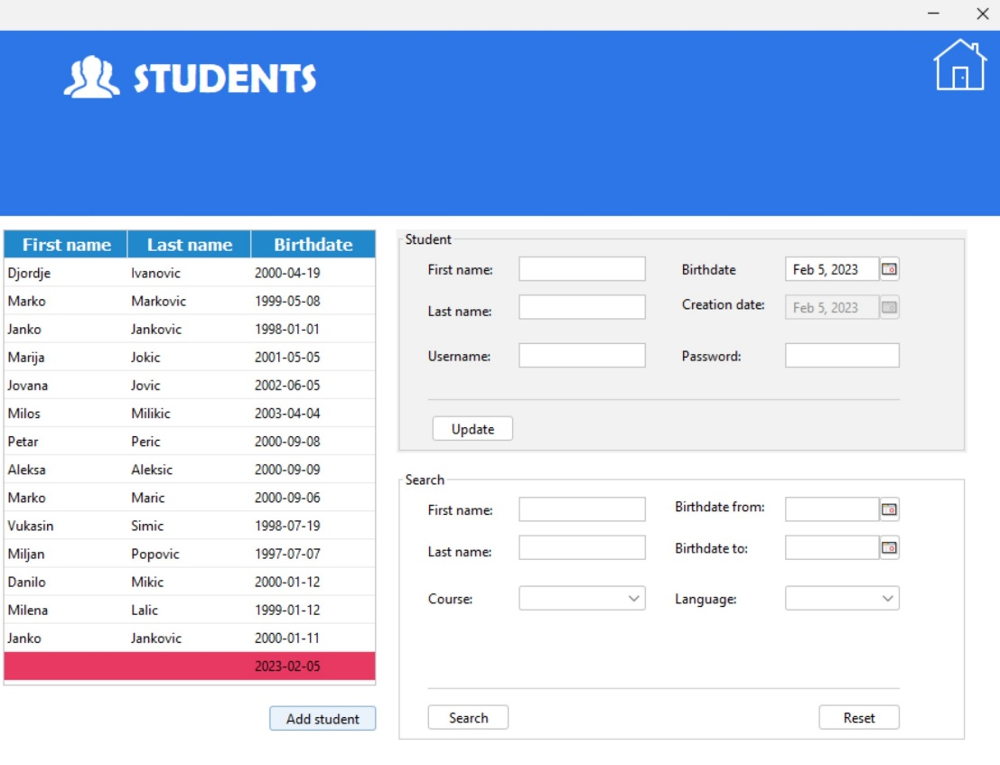 STUDENTS
First name Last name Birthdate
Djordje Ivanovic 2000-04-19
Marko Markovic 1999-05-08
Janko Jankovic 1998-01-01
Marija Jokic 2001-05-05
Jovana Jovic 2002-06-05
Milos Milikic 2003-04-04
Petar Peric 2000-09-08
Aleksa Aleksic 2000-09-09
Marko Maric 2000-09-06
Vukasin Simic 1998-07-19
Miljan Popovic 1997-07-07
Danilo Mikic 2000-01-12
Milena Lalic 1999-01-12
Janko Jankovic 2000-01-11
2023-02-05
Add student
Student
First name: Birthdate Feb 5, 2023
Last name: Creation date: Feb 5, 2023
Username: Password:
Update
Search
First name: Birthdate from:
Last name: Birthdate to:
Course: Language:
Search Reset